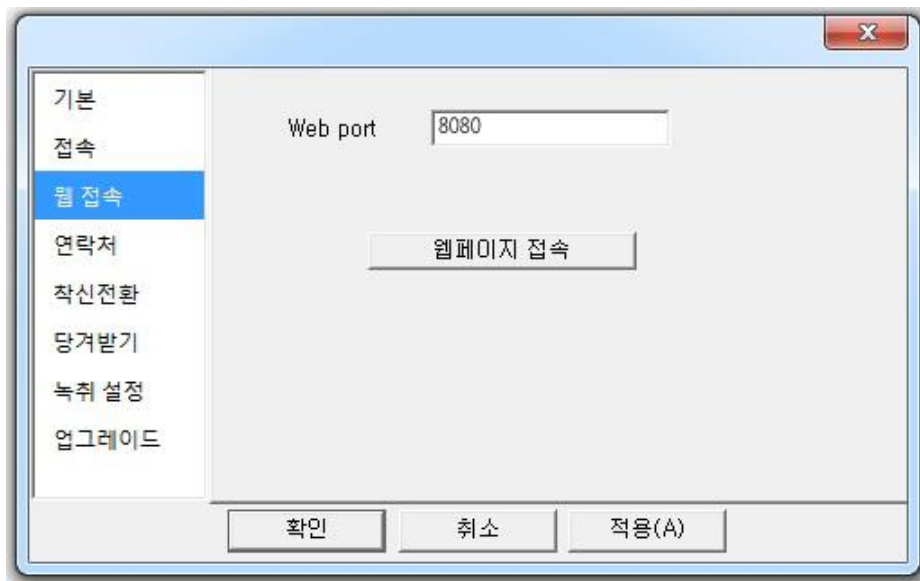 기본
접속
웹 접속
연락처
착신전환
당겨받기
녹취 설정
업그레이드
Web port 8080
웹페이지 접속
확인 취소 적용(A)